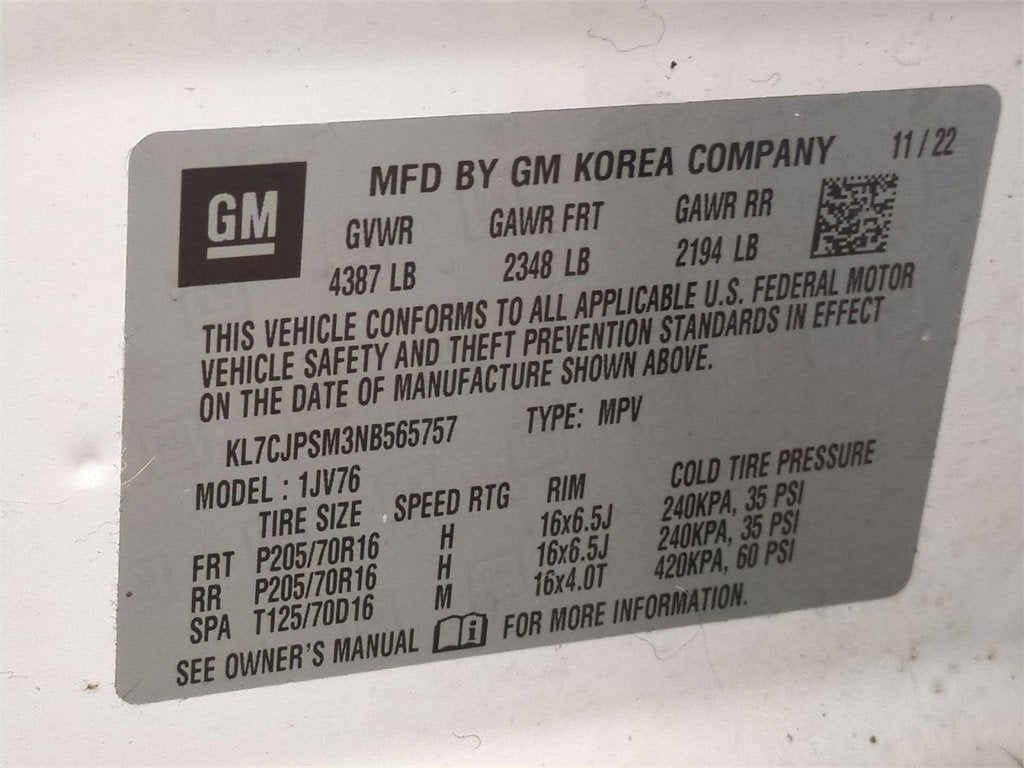 GM
MFD BY GM KOREA COMPANY 11/22
GVWR GAWR FRT GAWR RR
4387 LB 2348 LB 2194 LB
THIS VEHICLE CONFORMS TO ALL APPLICABLE U.S. FEDERAL MOTOR
VEHICLE SAFETY AND THEFT PREVENTION STANDARDS IN EFFECT
ON THE DATE OF MANUFACTURE SHOWN ABOVE.
KL7CJPSM3NB565757 TYPE: MPV
MODEL : 1JV76
TIRE SIZE SPEED RTG RIM COLD TIRE PRESSURE
FRT P205/70R16 H 16x6.5J 240KPA, 35 PSI
RR P205/70R16 H 16x6.5J 240KPA, 35 PSI
SPA T125/70D16 M 16x4.0T 420KPA, 60 PSI
SEE OWNER'S MANUAL i FOR MORE INFORMATION.